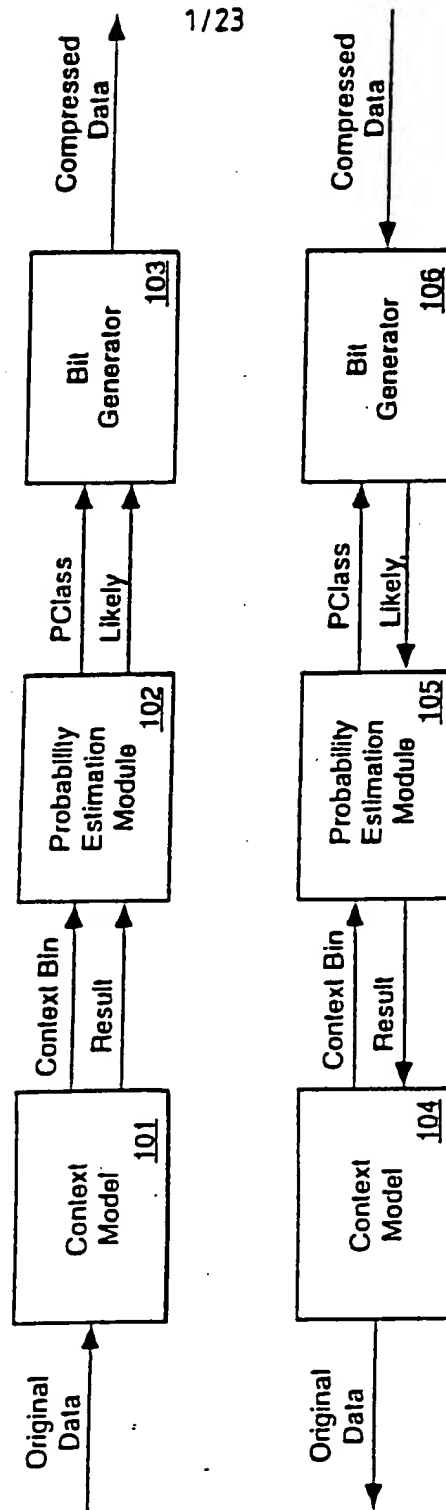 1/23
Original
Data
Context
Model
101
Context Bin
Result
Probability
Estimation
Module
102
PClass
Likely
Bit
Generator
103
Compressed
Data
Original
Data
Context
Model
104
Context Bin
Result
Probability
Estimation
Module
105
PClass
Likely
Bit
Generator
106
Compressed
Data